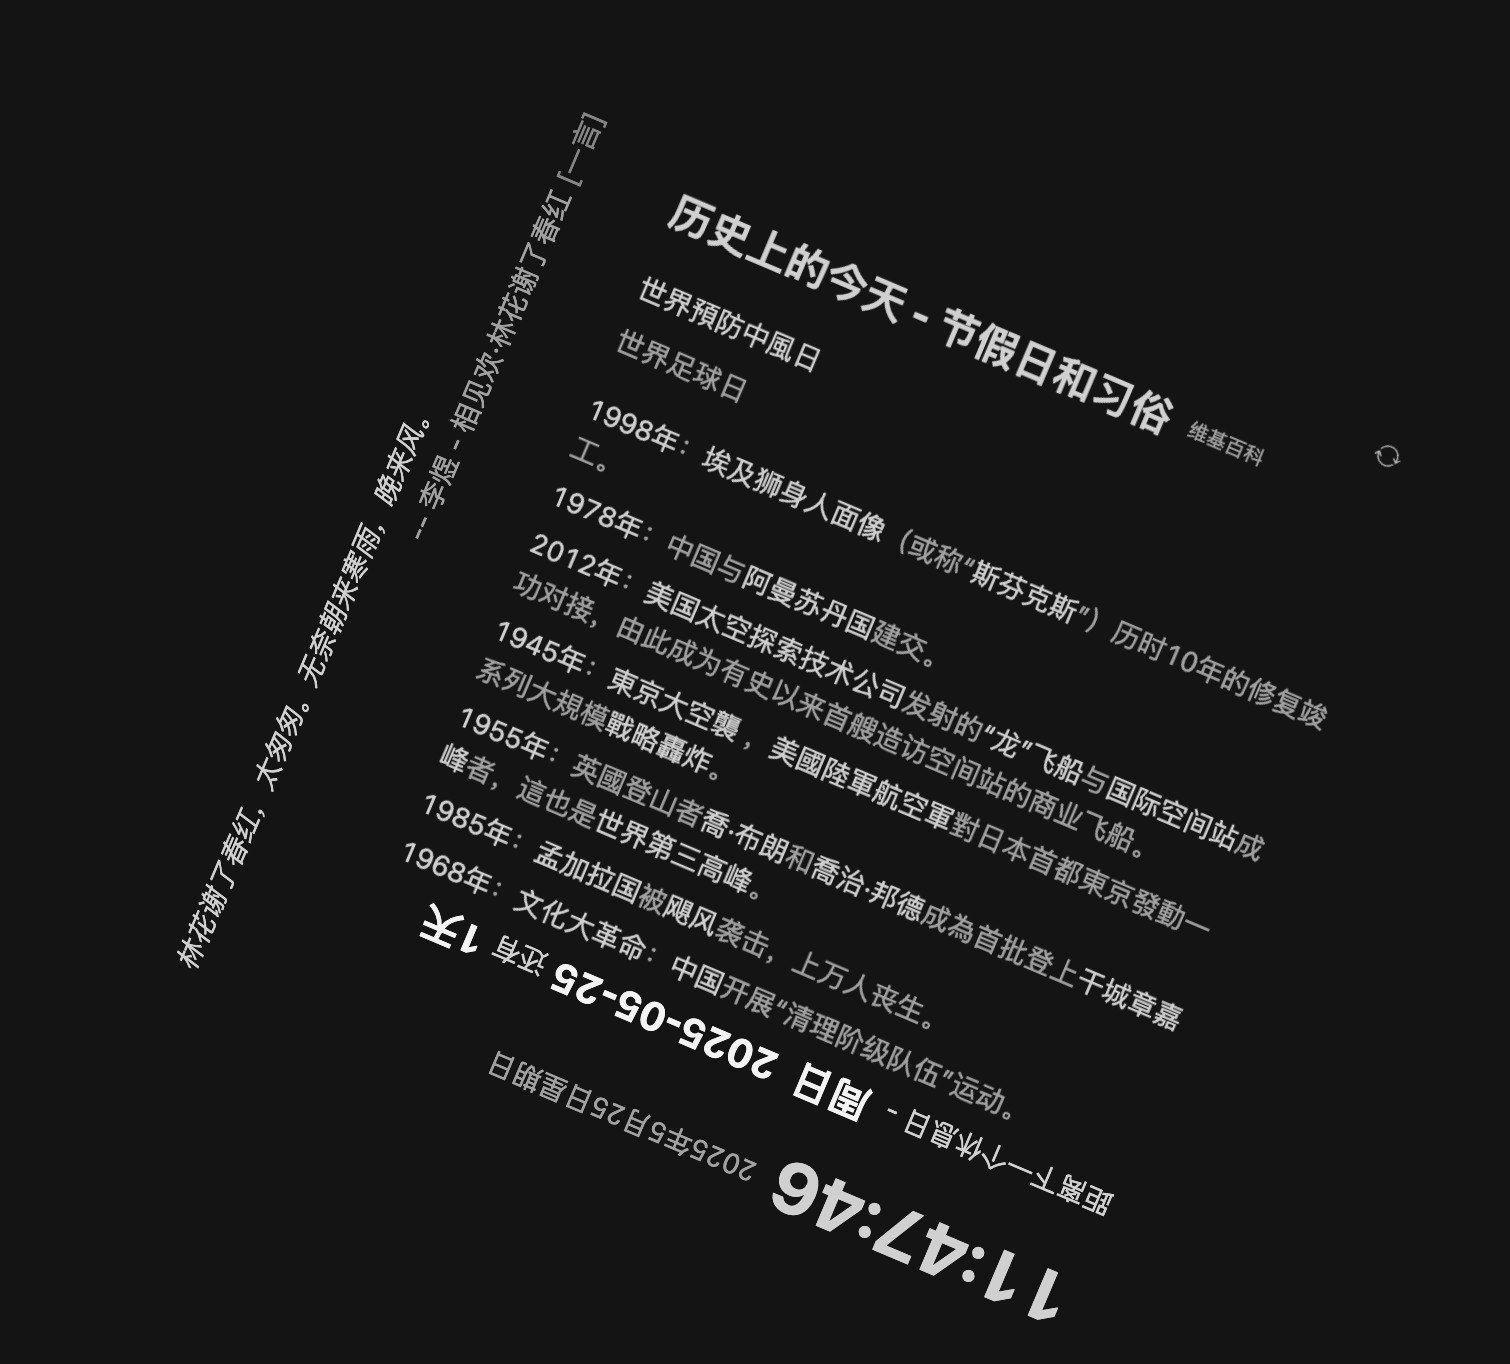 林花谢了春红，太匆匆。无奈朝来寒雨，晚来风。
-- 李煜 - 相见欢·林花谢了春红 [一言]
历史上的今天 - 节假日和习俗 维基百科
世界預防中風日
世界足球日
1998年：埃及狮身人面像（或称“斯芬克斯”）历时10年的修复竣
工。
1978年：中国与阿曼苏丹国建交。
2012年：美国太空探索技术公司发射的“龙”飞船与国际空间站成
功对接，由此成为有史以来首艘造访空间站的商业飞船。
1945年：東京大空襲，美國陸軍航空軍對日本首都東京發動一
系列大規模戰略轟炸。
1955年：英國登山者喬·布朗和喬治·邦德成為首批登上干城章嘉
峰者，這也是世界第三高峰。
1985年：孟加拉国被飓风袭击，上万人丧生。
1968年：文化大革命：中国开展“清理阶级队伍”运动。
距离下一个休息日 - 周日 2025-05-25 还有 1天
11:47:46 2025年5月25日星期日